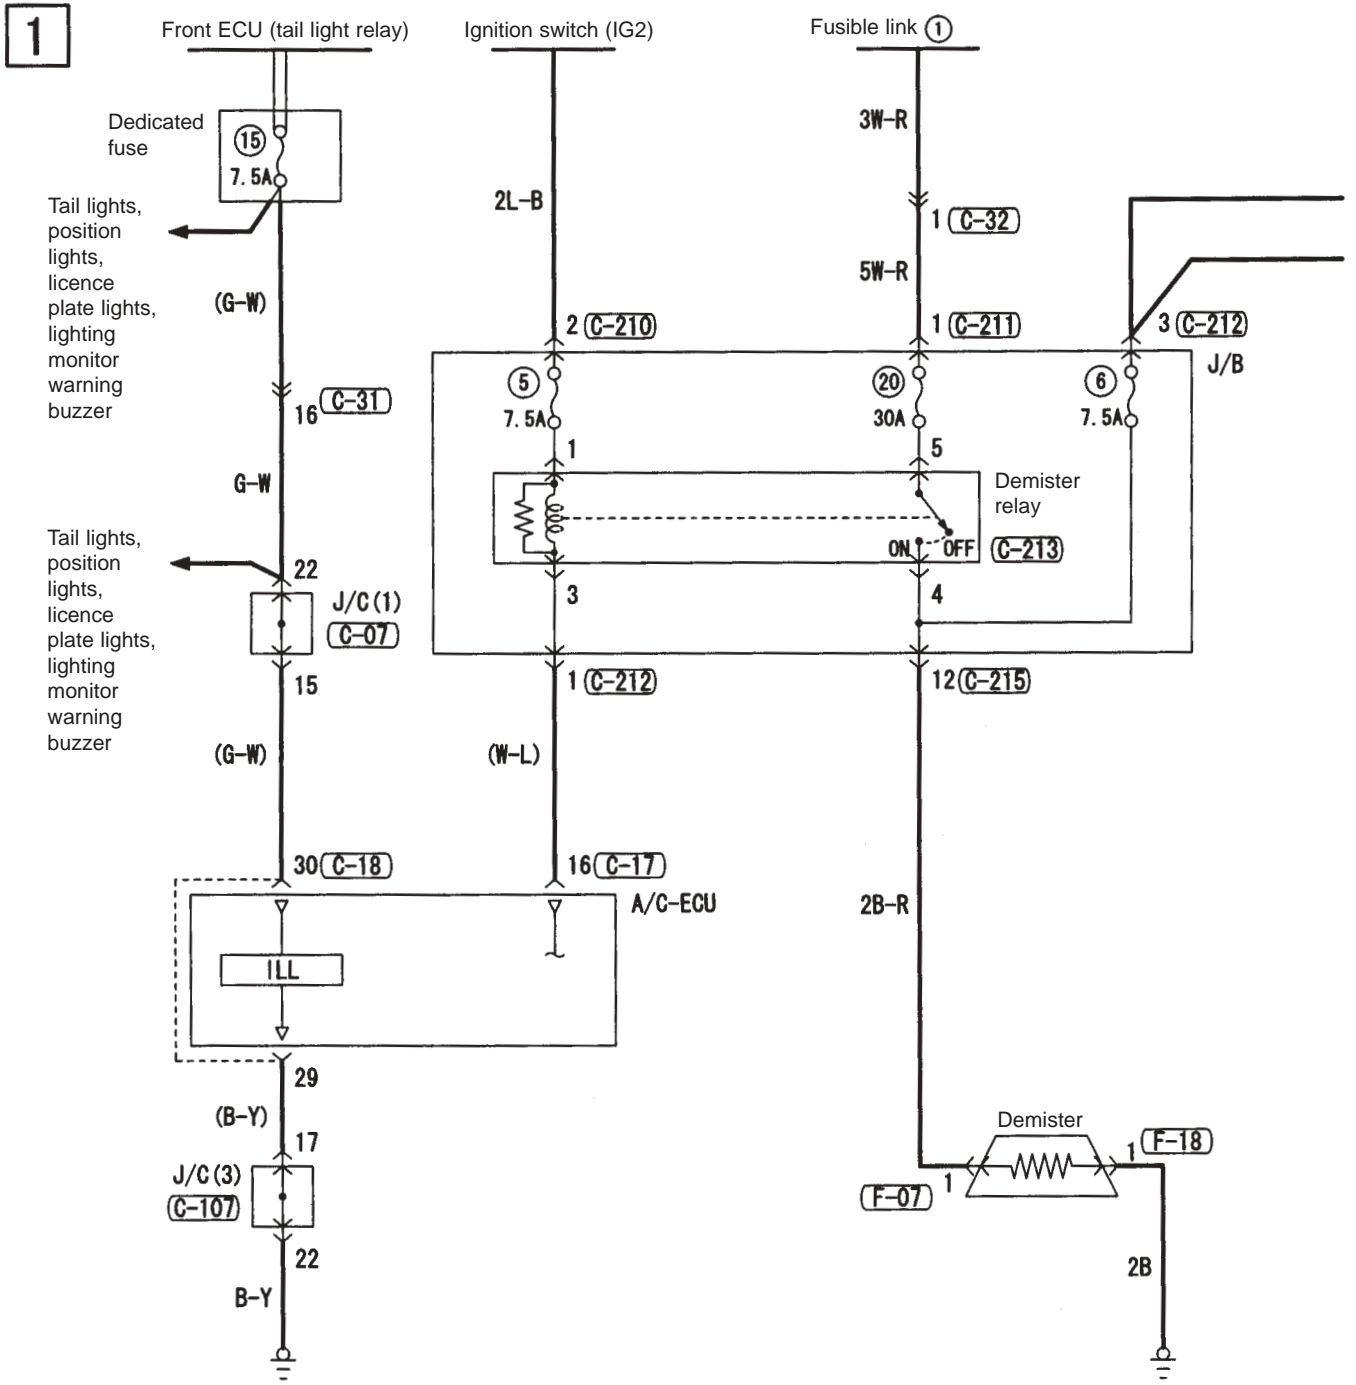 1
Front ECU (tail light relay)
Ignition switch (IG2)
Fusible link ①
Dedicated
fuse
⑮
7.5A
3W-R
Tail lights,
position
lights,
licence
plate lights,
lighting
monitor
warning
buzzer
2L-B
1 C-32
(G-W)
5W-R
2 C-210
1 C-211
3 C-212
J/B
⑤
7.5A
⑳
30A
⑥
7.5A
16 C-31
1
5
G-W
Demister
relay
ON
OFF
C-213
Tail lights,
position
lights,
licence
plate lights,
lighting
monitor
warning
buzzer
22
J/C(1)
C-07
3
4
15
1 C-212
12 C-215
(G-W)
(W-L)
30 C-18
16 C-17
A/C-ECU
2B-R
ILL
29
(B-Y)
17
Demister
1 F-18
J/C(3)
C-107
1
F-07
22
2B
B-Y